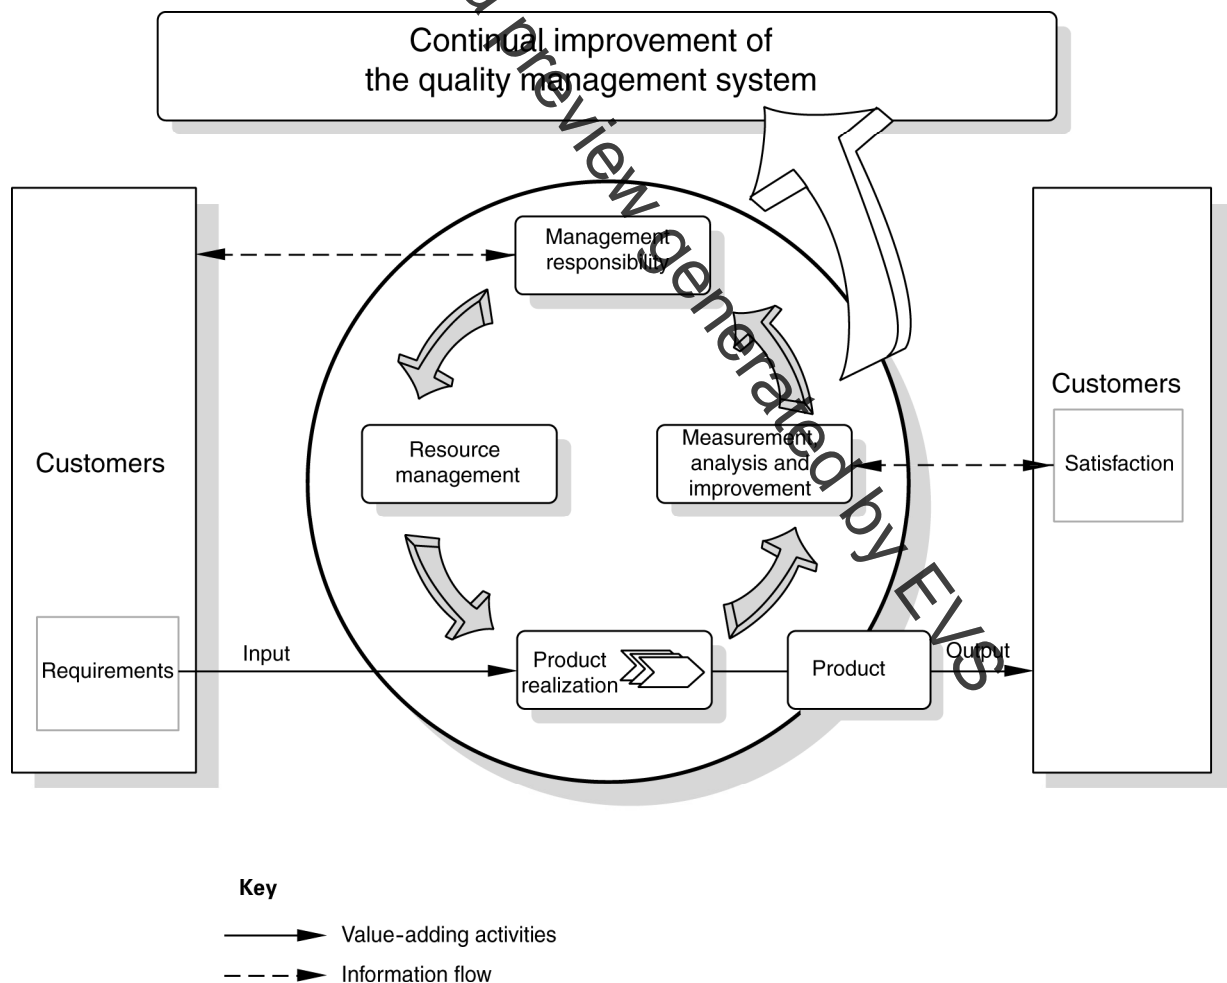 Continual improvement of
the quality management system
d preview generated by EVS
Management
responsibility
Customers
Resource
management
Measurement,
analysis and
improvement
Customers
Satisfaction
Requirements
Input
Product
realization
Product
Output
Key
Value-adding activities
Information flow